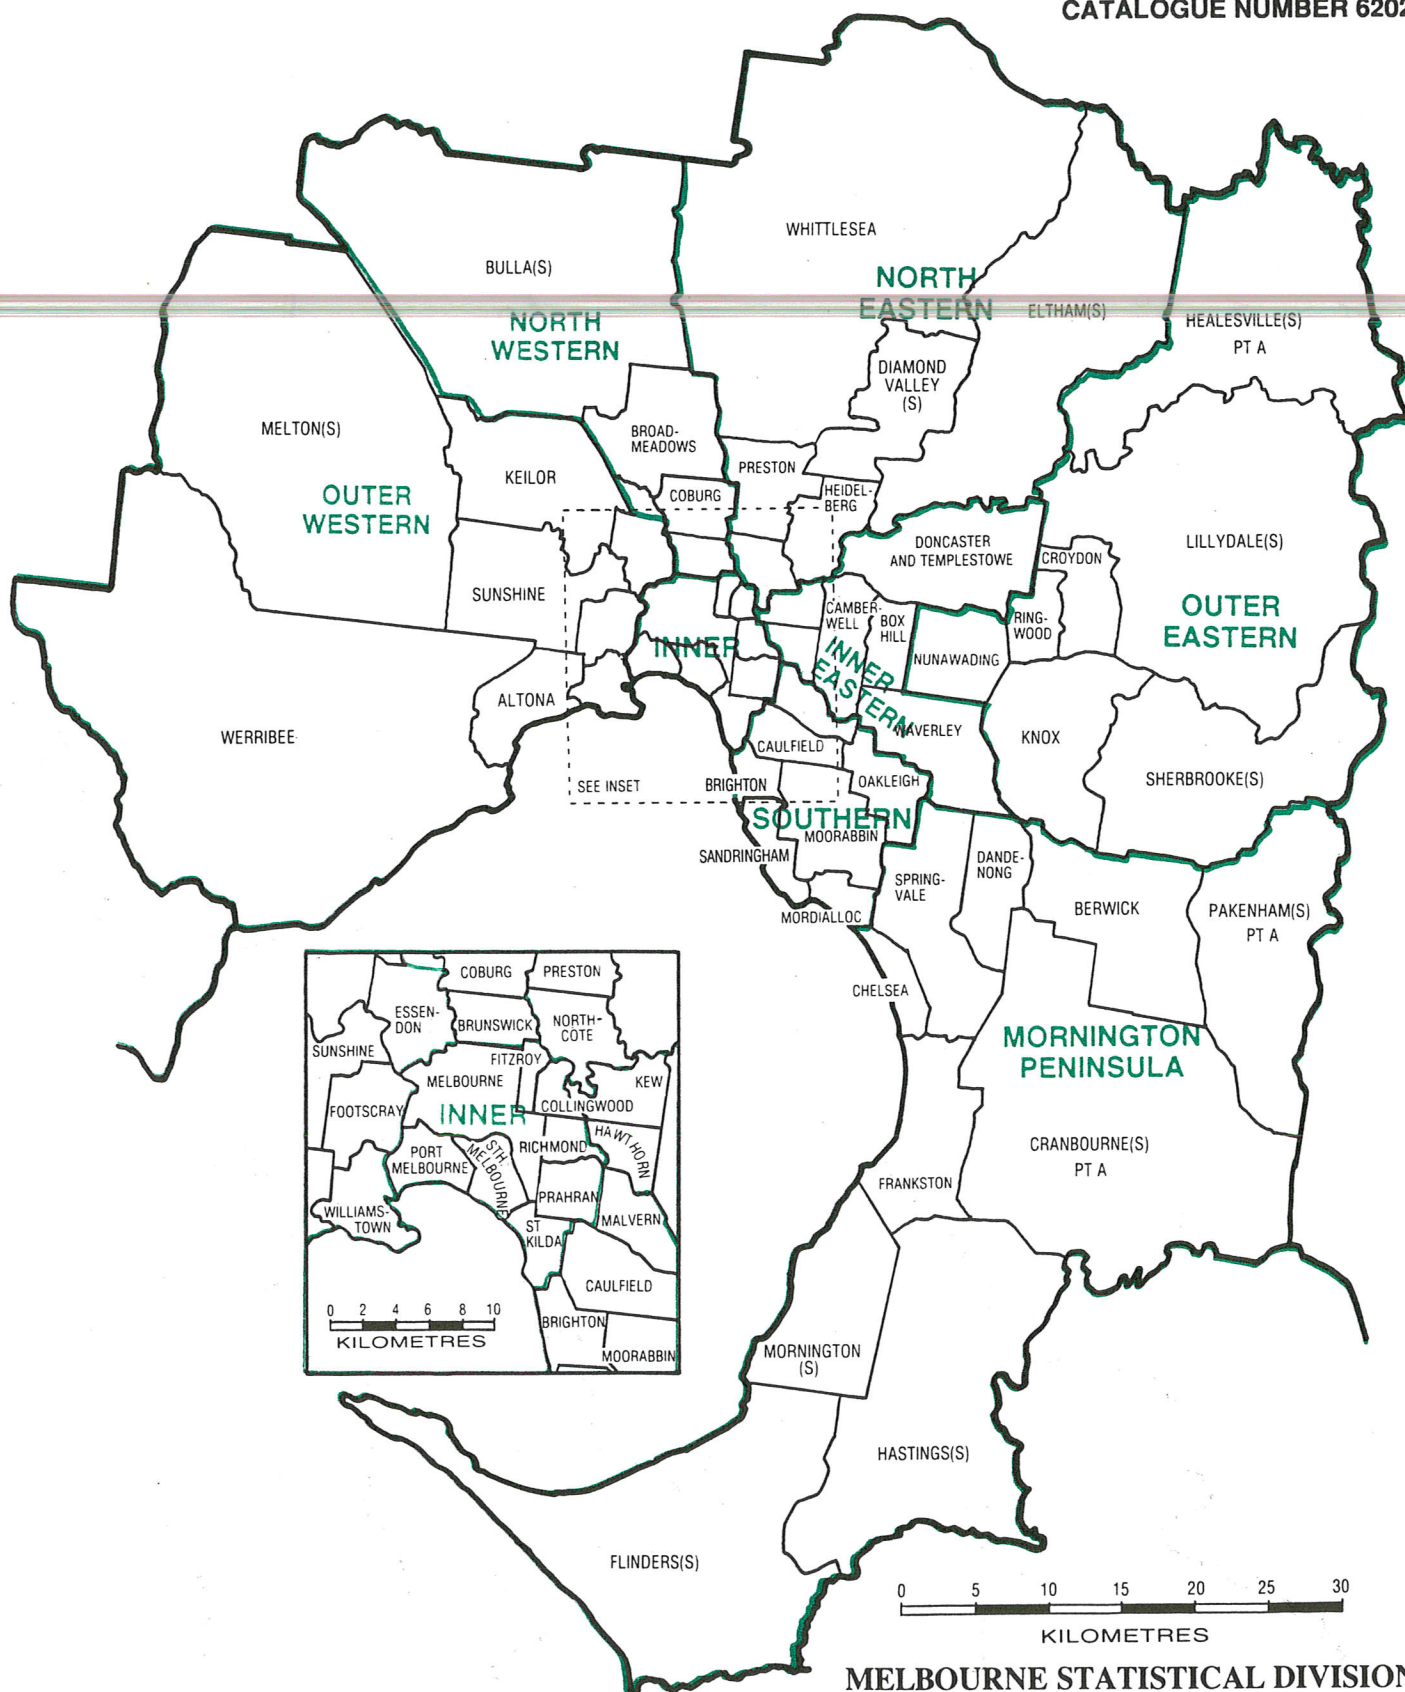 CATALOGUE NUMBER 6202
WHITTLESEA
BULLA(S)
NORTH
EASTERN
ELTHAM(S)
HEALESVILLE(S)
PT A
NORTH
WESTERN
DIAMOND
VALLEY
(S)
MELTON(S)
BROAD-
MEADOWS
PRESTON
KEILOR
COBURG
HEIDEL-
BERG
OUTER
WESTERN
DONCASTER
AND TEMPLESTOWE
CROYDON
LILLYDALE(S)
SUNSHINE
CAMBER-
WELL
BOX
HILL
RING-
WOOD
OUTER
EASTERN
INNER
INNER
EASTERN
NUNAWADING
ALTONA
WERRIBEE
WAVERLEY
KNOX
CAULFIELD
SEE INSET
BRIGHTON
OAKLEIGH
SHERBROOKE(S)
SOUTHERN
MOORABBIN
SANDRINGHAM
DANDE-
NONG
SPRING-
VALE
MORDIALLOC
BERWICK
PAKENHAM(S)
PT A
CHELSEA
MORNINGTON
PENINSULA
CRANBOURNE(S)
PT A
FRANKSTON
COBURG
PRESTON
ESSEN-
DON
BRUNSWICK
NORTH-
COTE
SUNSHINE
FITZROY
MELBOURNE
KEW
FOOTSCRAY
INNER
COLLINGWOOD
RICHMOND
HAWTHORN
PORT
MELBOURNE
STH.
MELBOURNE
PRAHRAN
WILLIAMS-
TOWN
ST
KILDA
MALVERN
CAULFIELD
BRIGHTON
MOORABBIN
0 2 4 6 8 10
KILOMETRES
MORNINGTON
(S)
HASTINGS(S)
FLINDERS(S)
0 5 10 15 20 25 30
KILOMETRES
MELBOURNE STATISTICAL DIVISION